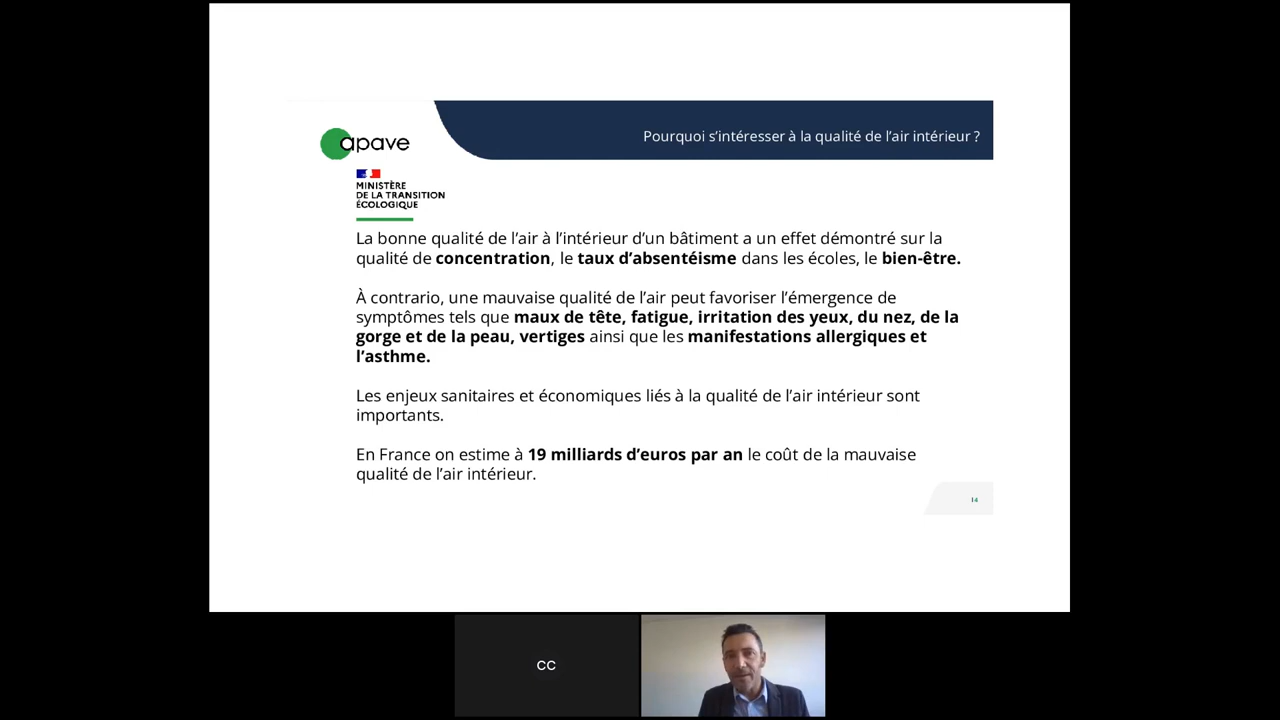 Pourquoi s’intéresser à la qualité de l’air intérieur ?
apave
MINISTÈRE
DE LA TRANSITION
ÉCOLOGIQUE
La bonne qualité de l’air à l’intérieur d’un bâtiment a un effet démontré sur la
qualité de concentration, le taux d’absentéisme dans les écoles, le bien-être.
À contrario, une mauvaise qualité de l’air peut favoriser l’émergence de
symptômes tels que maux de tête, fatigue, irritation des yeux, du nez, de la
gorge et de la peau, vertiges ainsi que les manifestations allergiques et
l’asthme.
Les enjeux sanitaires et économiques liés à la qualité de l’air intérieur sont
importants.
En France on estime à 19 milliards d’euros par an le coût de la mauvaise
qualité de l’air intérieur.
14
CC